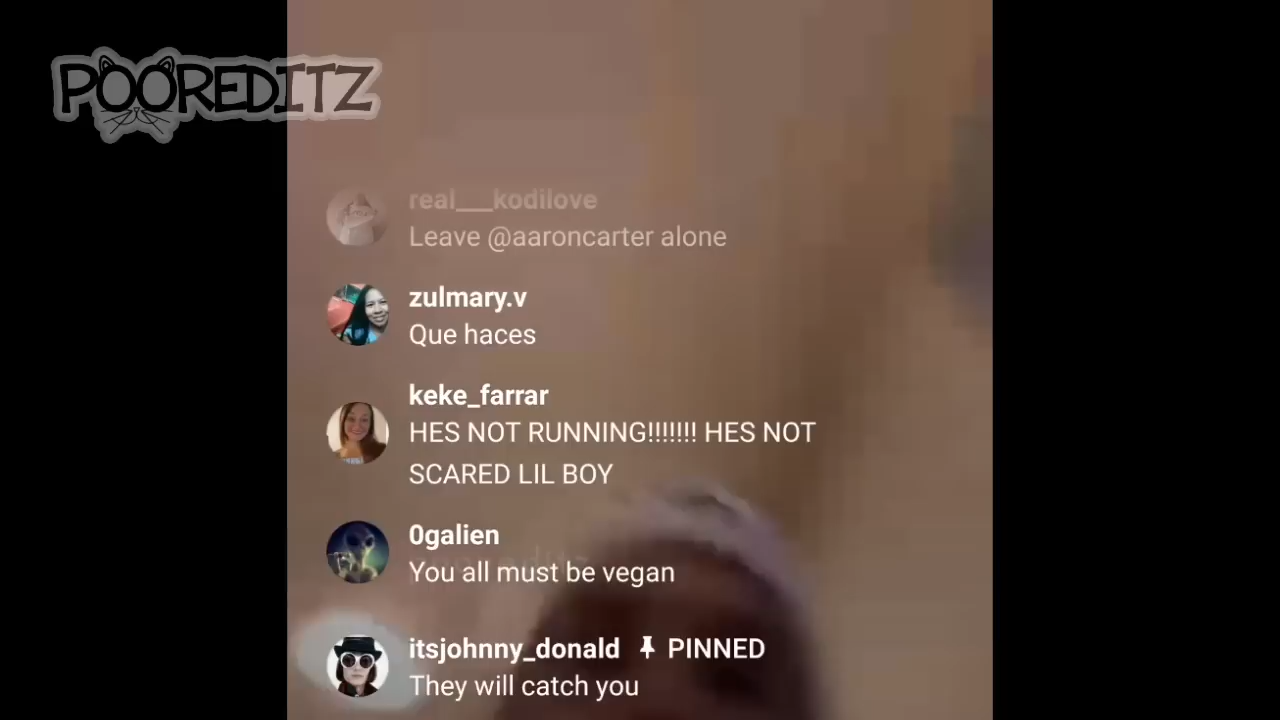 POOREDITZ
real___kodilove
Leave @aaroncarter alone
zulmary.v
Que haces
keke_farrar
HES NOT RUNNING!!!!!!! HES NOT
SCARED LIL BOY
0galien
You all must be vegan
itsjohnny_donald PINNED
They will catch you